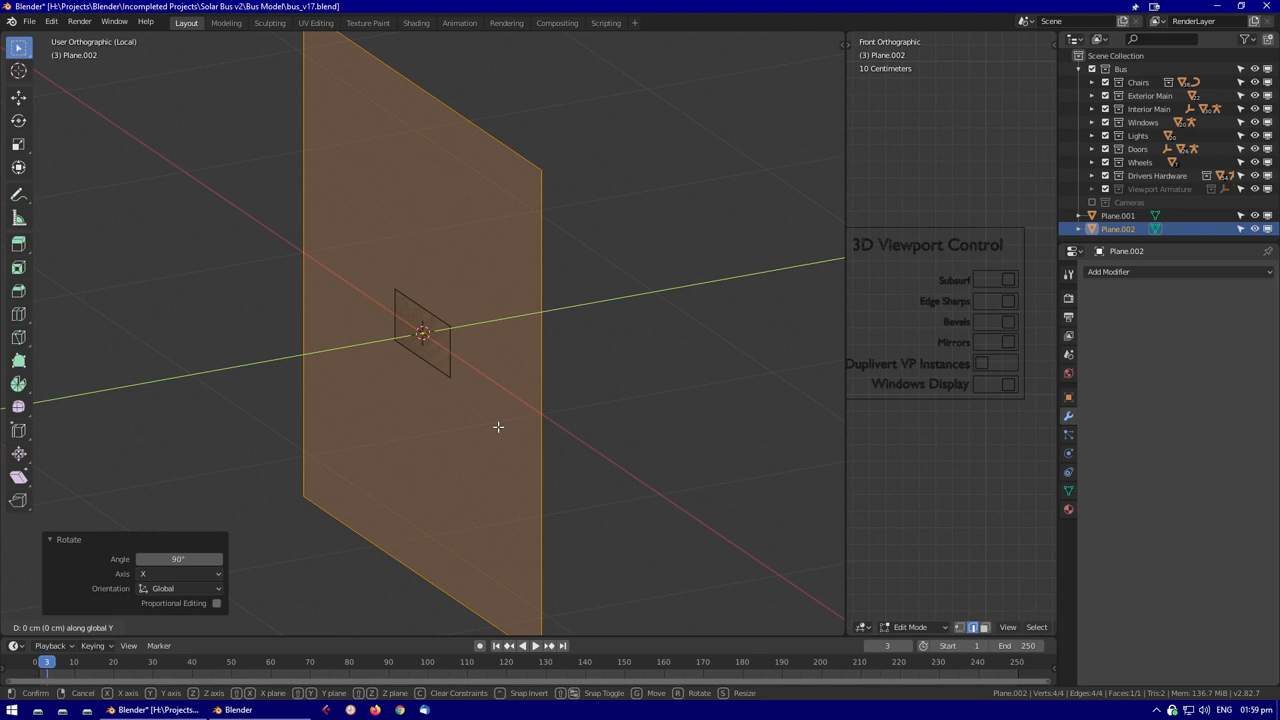 Blender* [H:\Projects\Blender\Incompleted Projects\Solar Bus v2\Bus Model\bus_v17.blend]
File Edit Render Window Help
Layout Modeling Sculpting UV Editing Texture Paint Shading Animation Rendering Compositing Scripting +
Scene
RenderLayer
User Orthographic (Local)
(3) Plane.002
Front Orthographic
(3) Plane.002
10 Centimeters
Scene Collection
Bus
Chairs
Exterior Main
Interior Main
Windows
Lights
Doors
Wheels
Drivers Hardware
Viewport Armature
Cameras
Plane.001
Plane.002
Plane.002
Add Modifier
3D Viewport Control
Subsurf
Edge Sharps
Bevels
Mirrors
Duplivert VP Instances
Windows Display
Rotate
Angle 90°
Axis X
Orientation Global
Proportional Editing
D: 0 cm (0 cm) along global Y
Edit Mode View Select
Playback Keying View Marker
3 Start 1 End 250
0 3 10 20 30 40 50 60 70 80 90 100 110 120 130 140 150 160 170 180 190 200 210 220 230 240 250
Confirm Cancel X X axis Y Y axis Z Z axis X X plane Y Y plane Z Z plane C Clear Constraints Snap Invert Snap Toggle G Move R Rotate S Resize
Plane.002 | Verts:4/4 | Edges:4/4 | Faces:1/1 | Tris:2 | Mem: 136.7 MiB | v2.82.7
Blender* [H:\Projects... Blender
ENG 01:59 pm